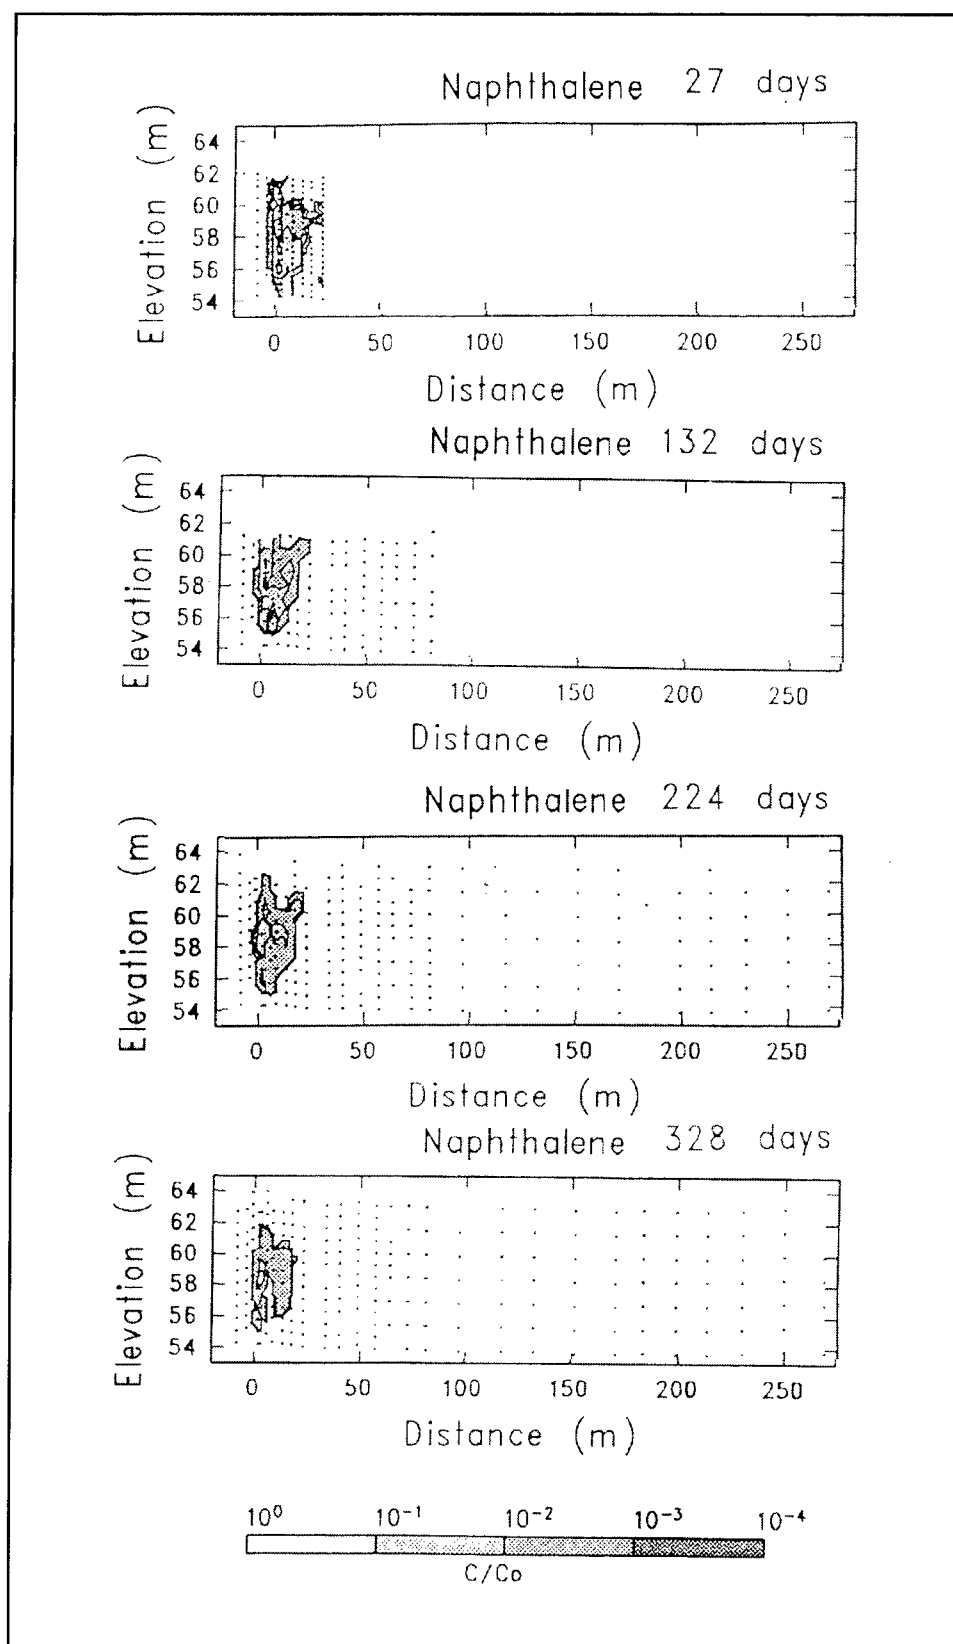 Naphthalene 27 days
Elevation (m)
64
62
60
58
56
54
0 50 100 150 200 250
Distance (m)
Naphthalene 132 days
Elevation (m)
64
62
60
58
56
54
0 50 100 150 200 250
Distance (m)
Naphthalene 224 days
Elevation (m)
64
62
60
58
56
54
0 50 100 150 200 250
Distance (m)
Naphthalene 328 days
Elevation (m)
64
62
60
58
56
54
0 50 100 150 200 250
Distance (m)
10⁰ 10⁻¹ 10⁻² 10⁻³ 10⁻⁴
C/Co